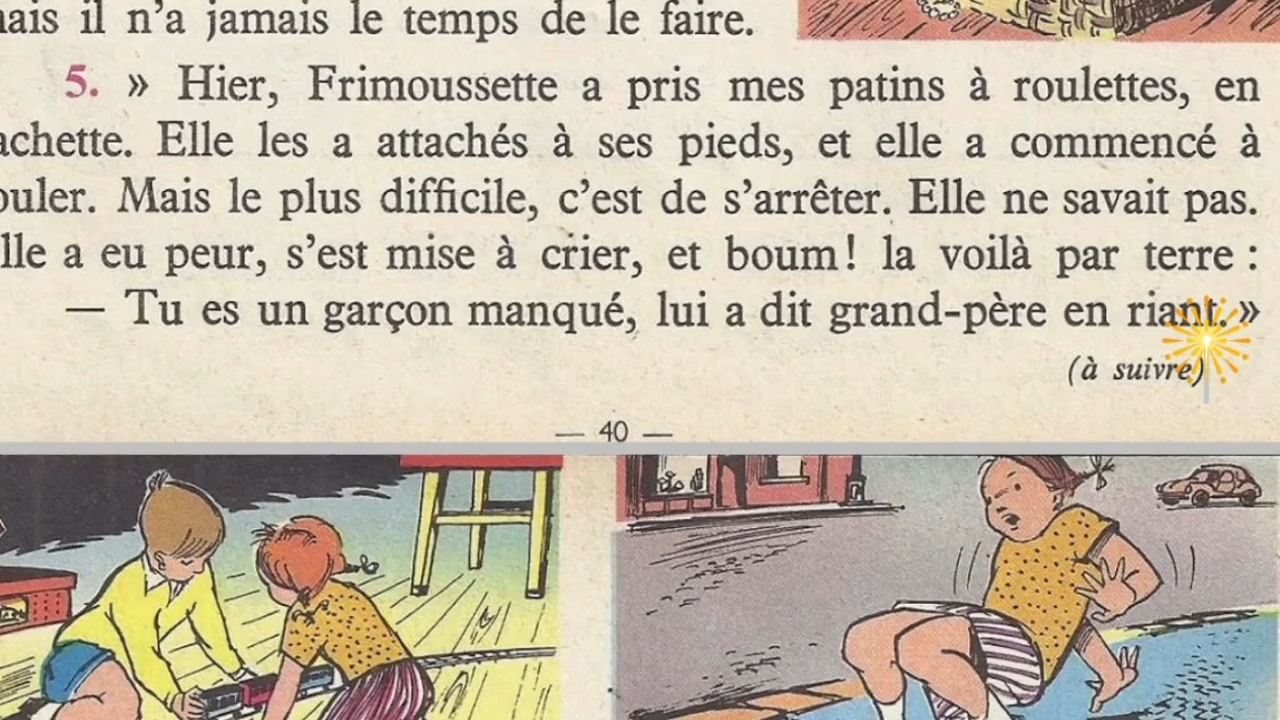 mais il n'a jamais le temps de le faire.
5. » Hier, Frimoussette a pris mes patins à roulettes, en
achette. Elle les a attachés à ses pieds, et elle a commencé à
ouler. Mais le plus difficile, c'est de s'arrêter. Elle ne savait pas.
lle a eu peur, s'est mise à crier, et boum! la voilà par terre :
— Tu es un garçon manqué, lui a dit grand-père en riant.»
(à suivre)
— 40 —